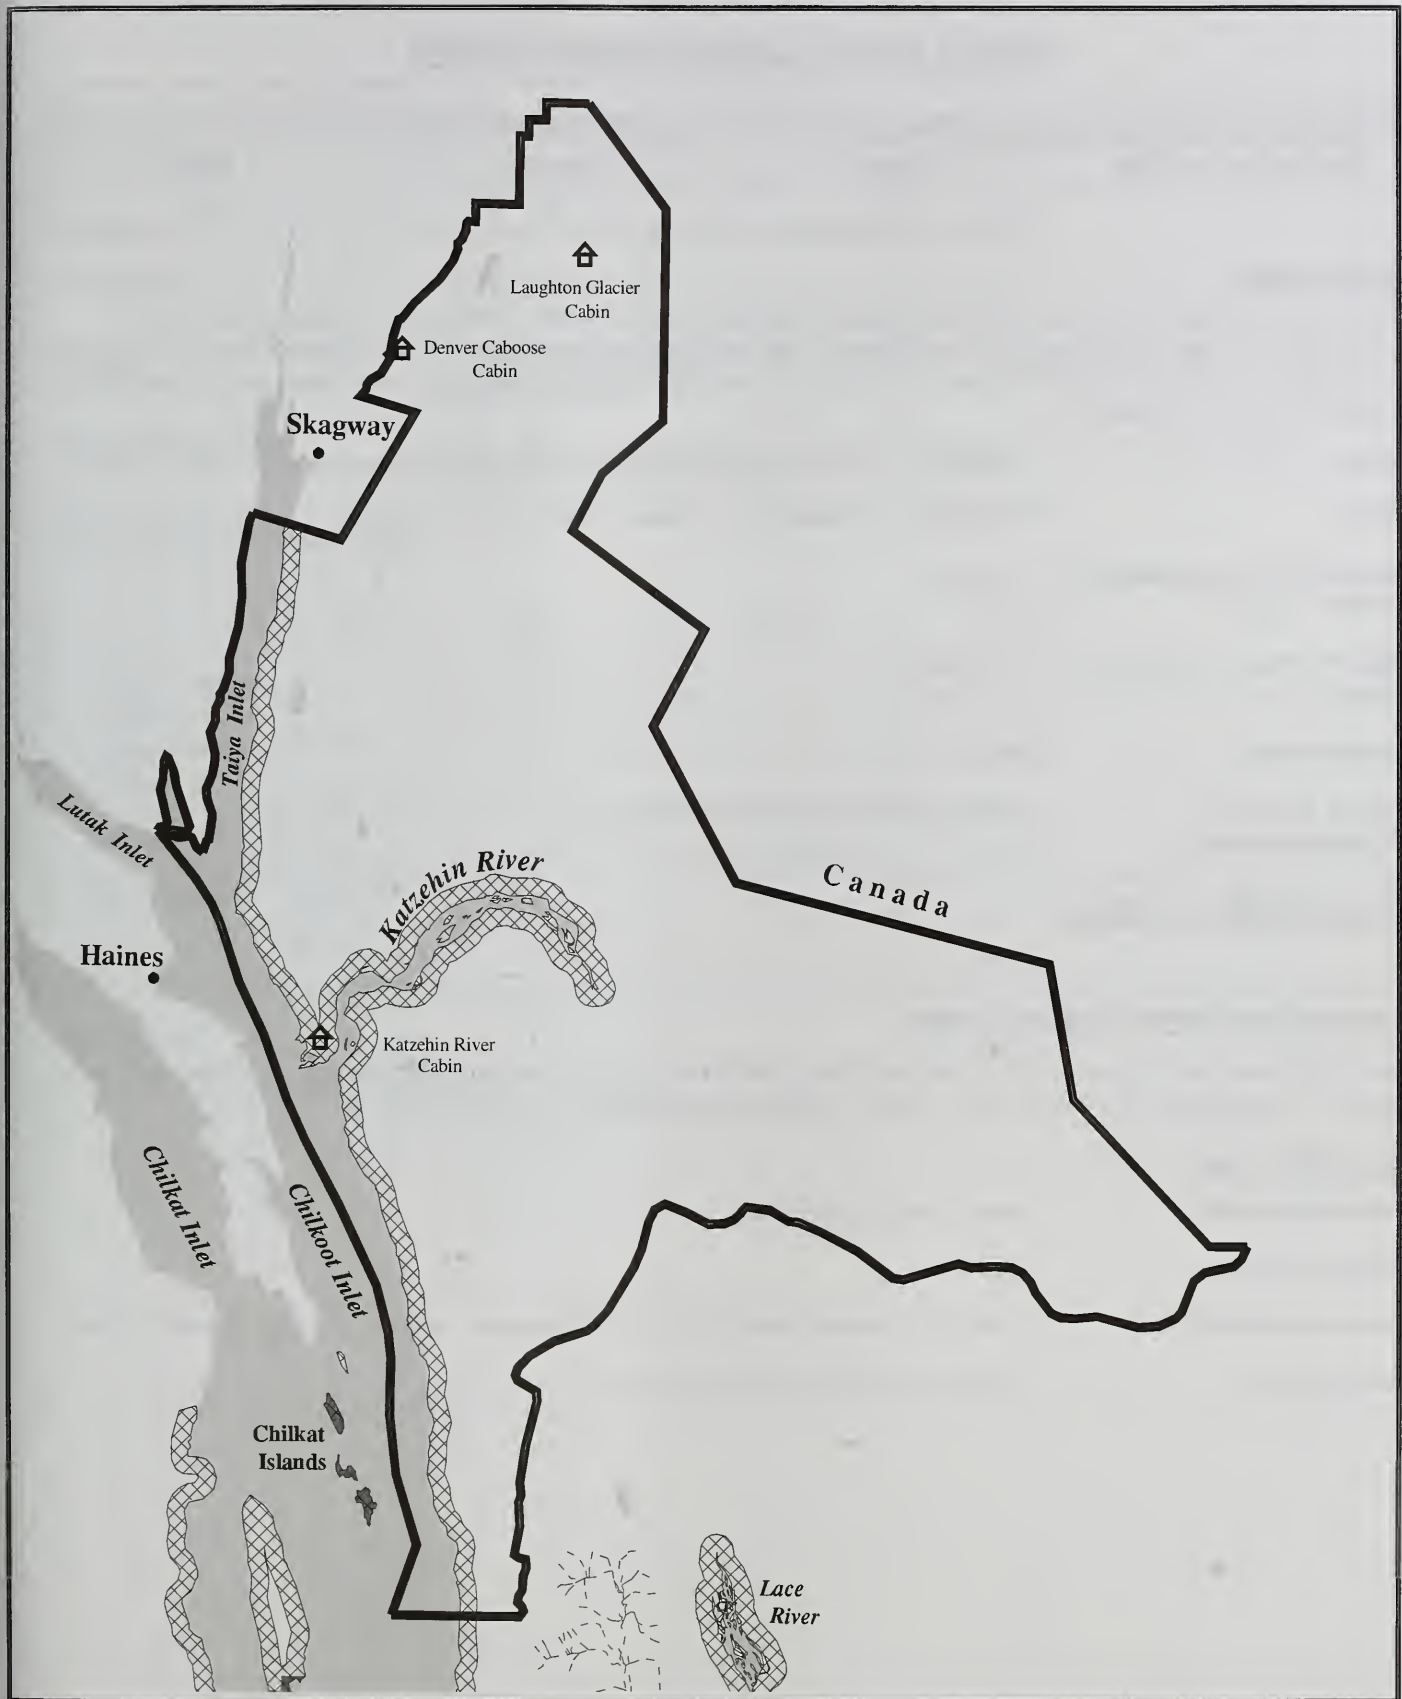 Laughton Glacier
Cabin
Denver Caboose
Cabin
Skagway
Taiya Inlet
Lutak Inlet
Katzehin River
Canada
Haines
Katzehin River
Cabin
Chilkat Inlet
Chilkoot Inlet
Chilkat
Islands
Lace
River